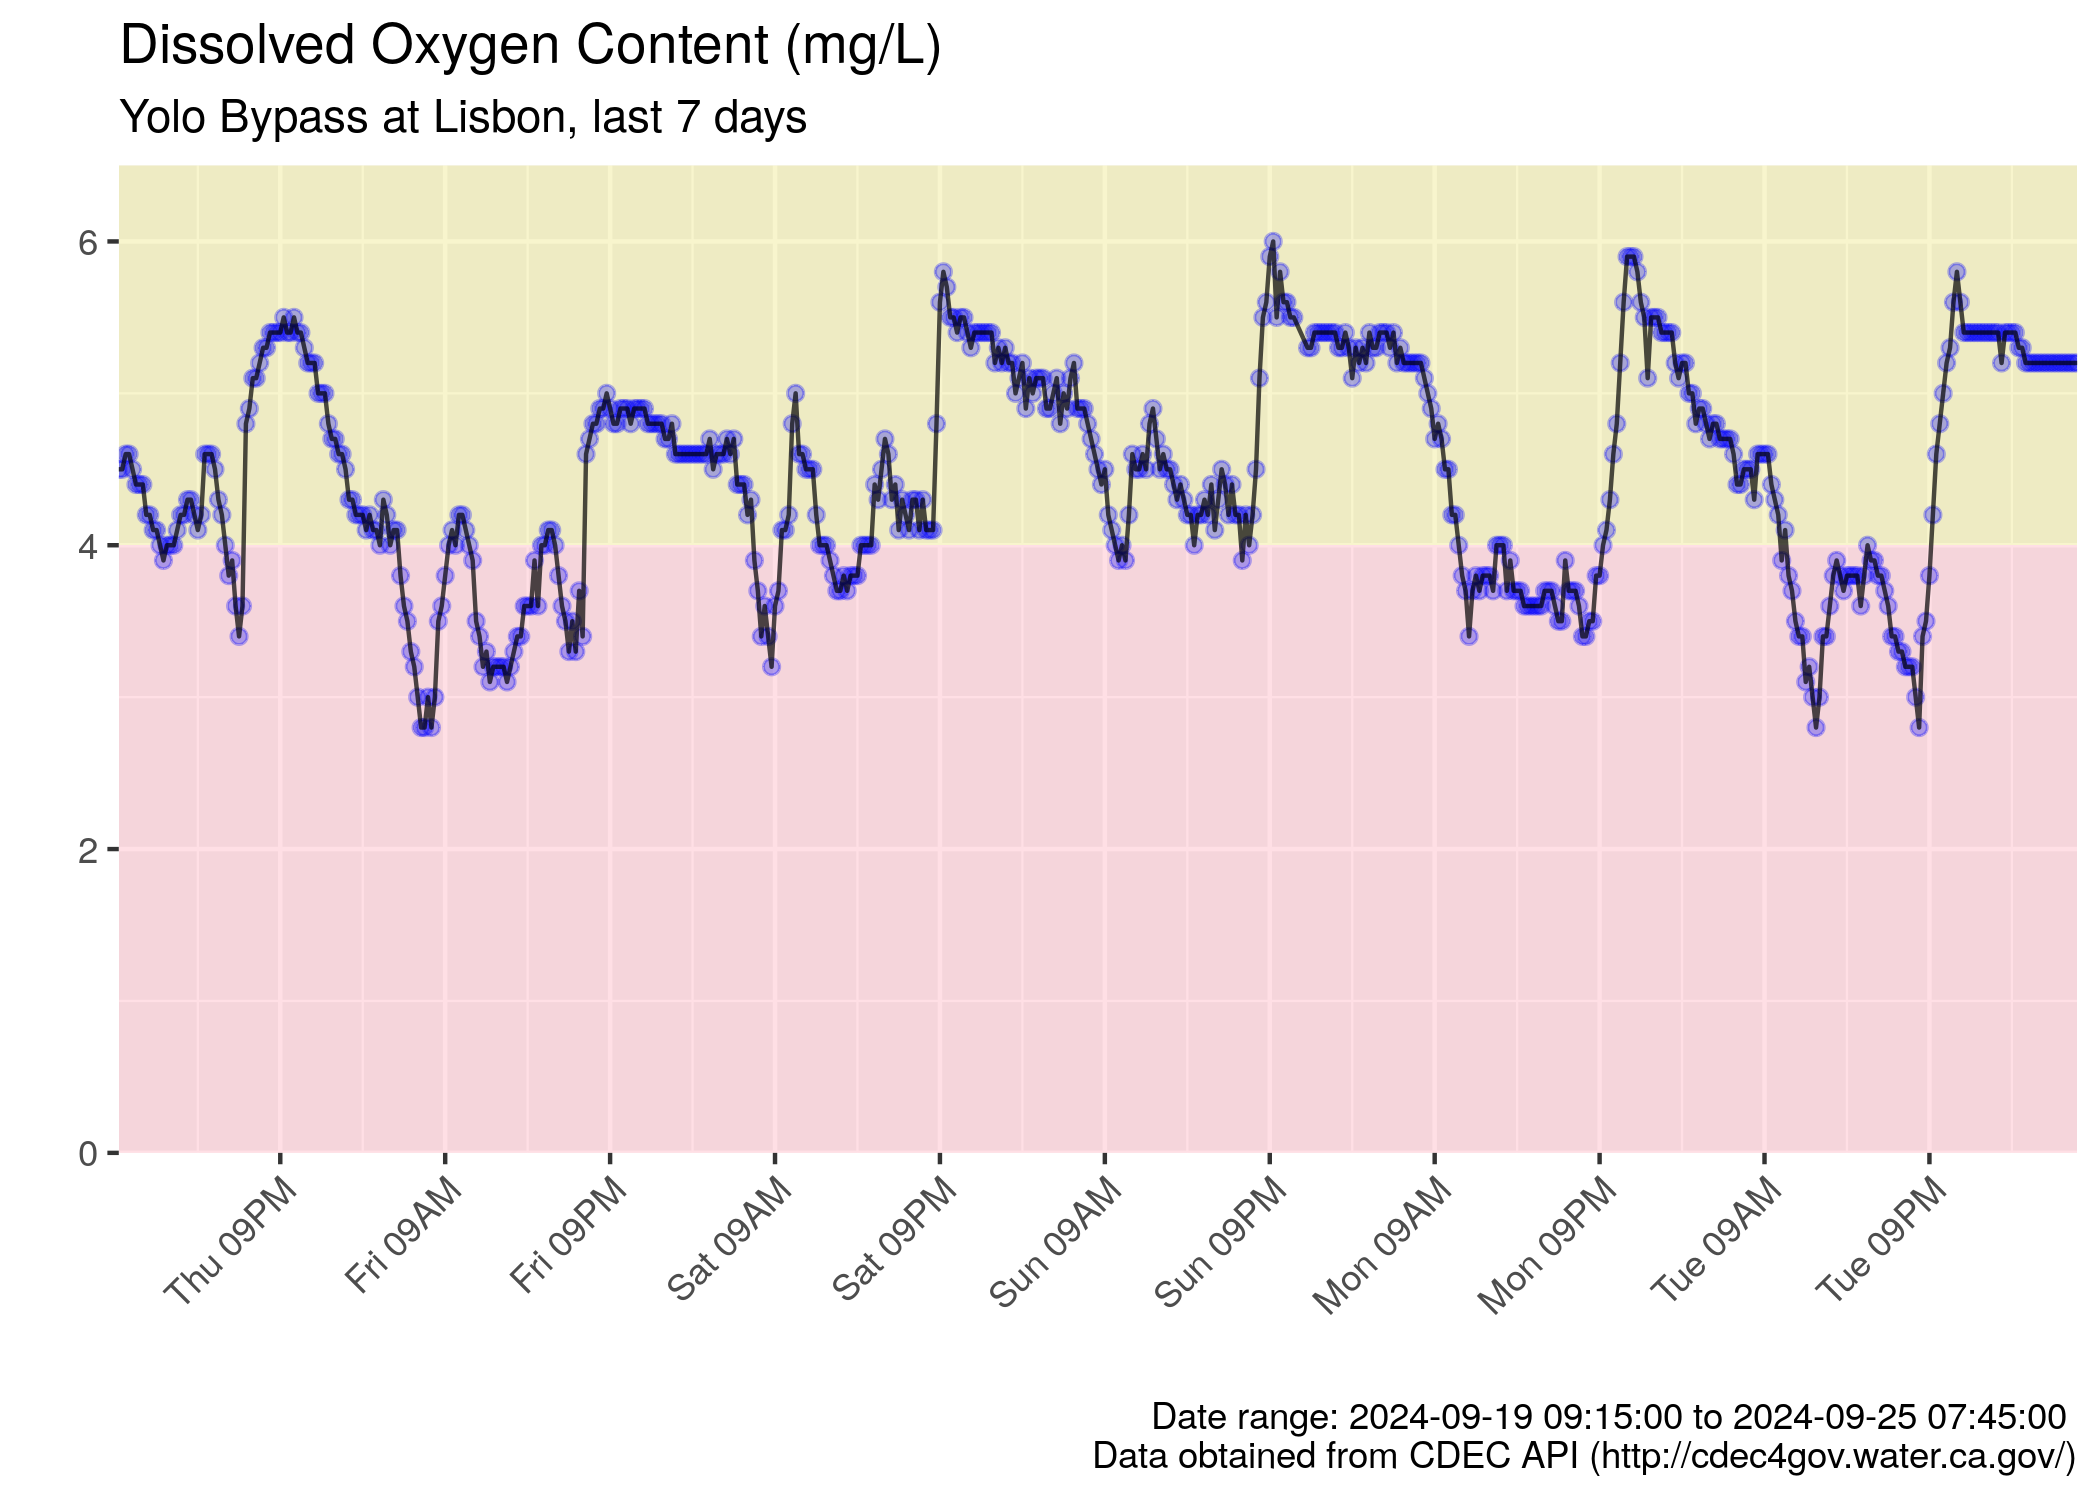 Dissolved Oxygen Content (mg/L)
Yolo Bypass at Lisbon, last 7 days
6
4
2
0
Thu 09PM
Fri 09AM
Fri 09PM
Sat 09AM
Sat 09PM
Sun 09AM
Sun 09PM
Mon 09AM
Mon 09PM
Tue 09AM
Tue 09PM
Date range: 2024-09-19 09:15:00 to 2024-09-25 07:45:00
Data obtained from CDEC API (http://cdec4gov.water.ca.gov/)